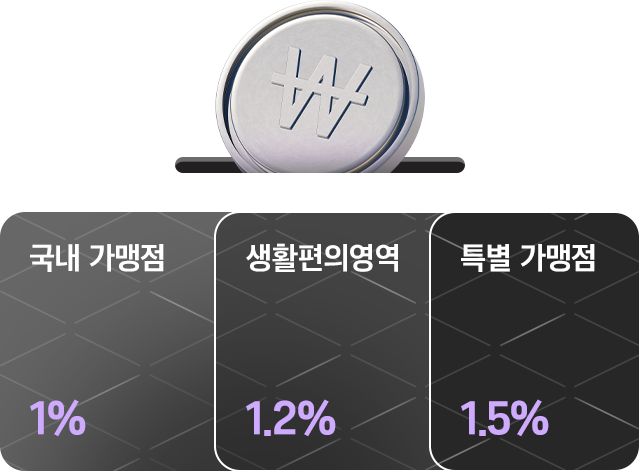 ₩
국내 가맹점
생활편의영역
특별 가맹점
1%
1.2%
1.5%